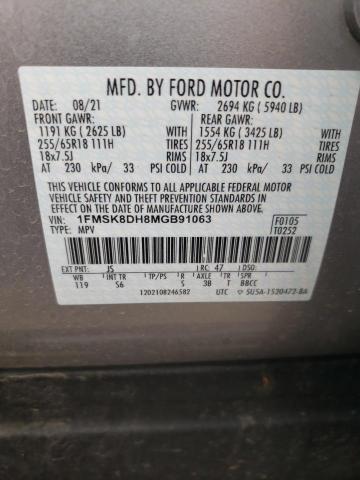 MFD. BY FORD MOTOR CO.
DATE: 08/21 GVWR: 2694 KG ( 5940 LB)
FRONT GAWR: REAR GAWR:
1191 KG ( 2625 LB) WITH 1554 KG ( 3425 LB) WITH
255/65R18 111H TIRES 255/65R18 111H TIRES
18x7.5J RIMS 18x7.5J RIMS
AT 230 kPa/ 33 PSI COLD AT 230 kPa/ 33 PSI COLD
THIS VEHICLE CONFORMS TO ALL APPLICABLE FEDERAL MOTOR VEHICLE
SAFETY, BUMPER, AND THEFT PREVENTION STANDARDS IN EFFECT
ON THE DATE OF MANUFACTURE SHOWN ABOVE.
VIN: 1FMSK8DH8MGB91063 F0105
TYPE: MPV T0252
EXT PNT: JS RC: 47 DSO:
WB INT TR TP/PS R AXLE TR SPR
119 S6 5 3B T BBCC
1202108246582 UTC 5U5A-1520472-BA